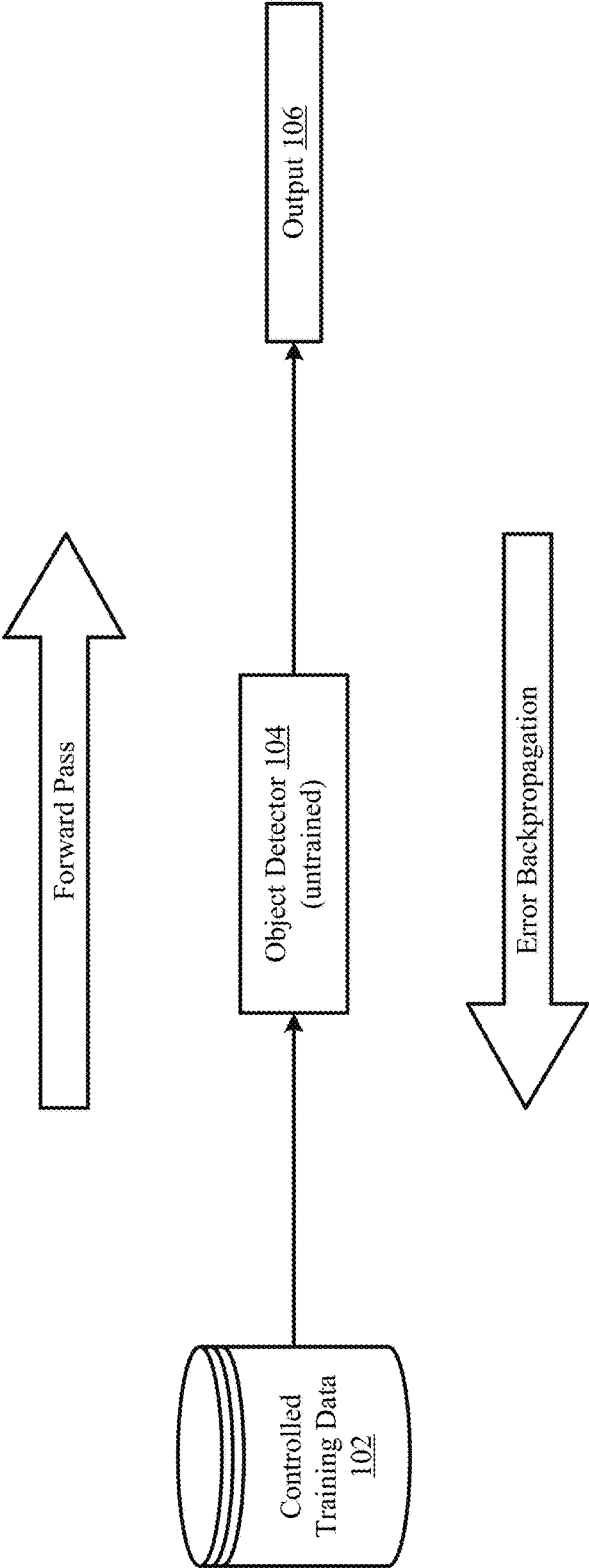 Forward Pass
Controlled
Training Data
102
Object Detector 104
(untrained)
Output 106
Error Backpropagation